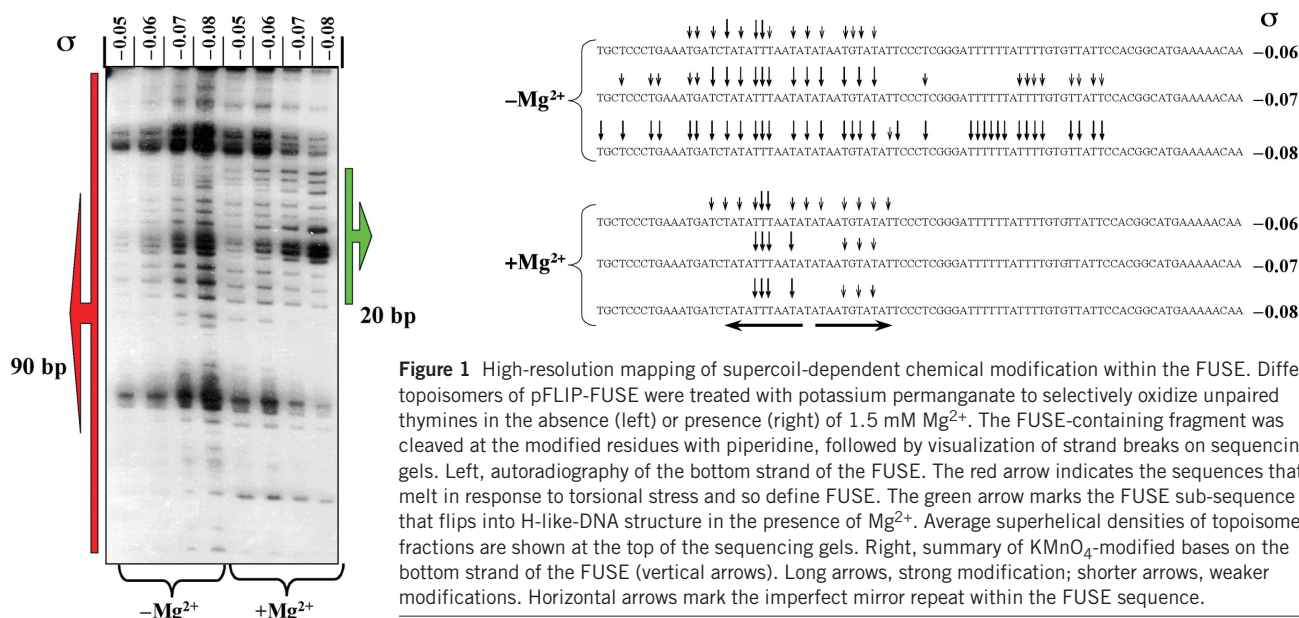 σ
−0.05
−0.06
−0.07
−0.08
−0.05
−0.06
−0.07
−0.08
90 bp
20 bp
−Mg2+
+Mg2+
σ
−Mg2+
TGCTCCCTGAAATGATCTATATTTAATATATAATGTATATTCCCTCGGGATTTTTTATTTTGTGTTATTCCACGGCATGAAAAACAA −0.06
TGCTCCCTGAAATGATCTATATTTAATATATAATGTATATTCCCTCGGGATTTTTTATTTTGTGTTATTCCACGGCATGAAAAACAA −0.07
TGCTCCCTGAAATGATCTATATTTAATATATAATGTATATTCCCTCGGGATTTTTTATTTTGTGTTATTCCACGGCATGAAAAACAA −0.08
+Mg2+
TGCTCCCTGAAATGATCTATATTTAATATATAATGTATATTCCCTCGGGATTTTTTATTTTGTGTTATTCCACGGCATGAAAAACAA −0.06
TGCTCCCTGAAATGATCTATATTTAATATATAATGTATATTCCCTCGGGATTTTTTATTTTGTGTTATTCCACGGCATGAAAAACAA −0.07
TGCTCCCTGAAATGATCTATATTTAATATATAATGTATATTCCCTCGGGATTTTTTATTTTGTGTTATTCCACGGCATGAAAAACAA −0.08
Figure 1 High-resolution mapping of supercoil-dependent chemical modification within the FUSE. Diffe
topoisomers of pFLIP-FUSE were treated with potassium permanganate to selectively oxidize unpaired
thymines in the absence (left) or presence (right) of 1.5 mM Mg2+. The FUSE-containing fragment was
cleaved at the modified residues with piperidine, followed by visualization of strand breaks on sequencin
gels. Left, autoradiography of the bottom strand of the FUSE. The red arrow indicates the sequences that
melt in response to torsional stress and so define FUSE. The green arrow marks the FUSE sub-sequence
that flips into H-like-DNA structure in the presence of Mg2+. Average superhelical densities of topoisome
fractions are shown at the top of the sequencing gels. Right, summary of KMnO4-modified bases on the
bottom strand of the FUSE (vertical arrows). Long arrows, strong modification; shorter arrows, weaker
modifications. Horizontal arrows mark the imperfect mirror repeat within the FUSE sequence.